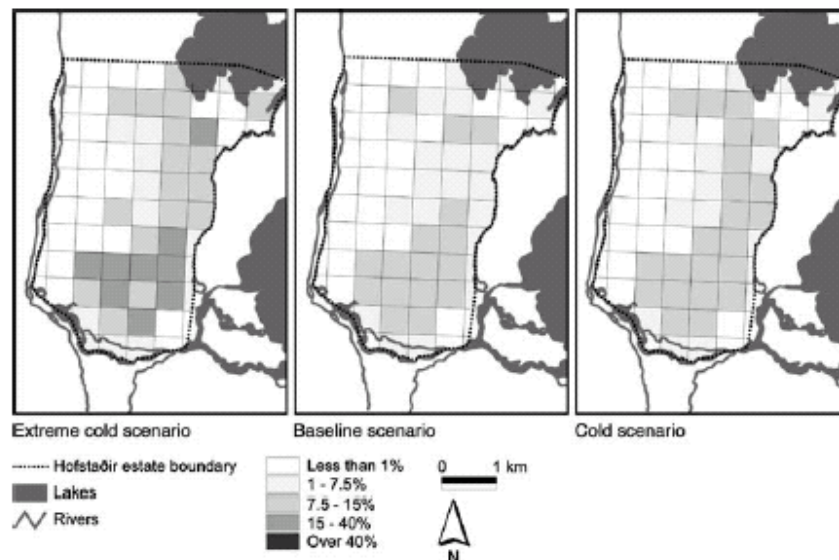 Extreme cold scenario
Baseline scenario
Cold scenario
Hofstaðir estate boundary
Lakes
Rivers
Less than 1%
1 - 7.5%
7.5 - 15%
15 - 40%
Over 40%
0 1 km
N